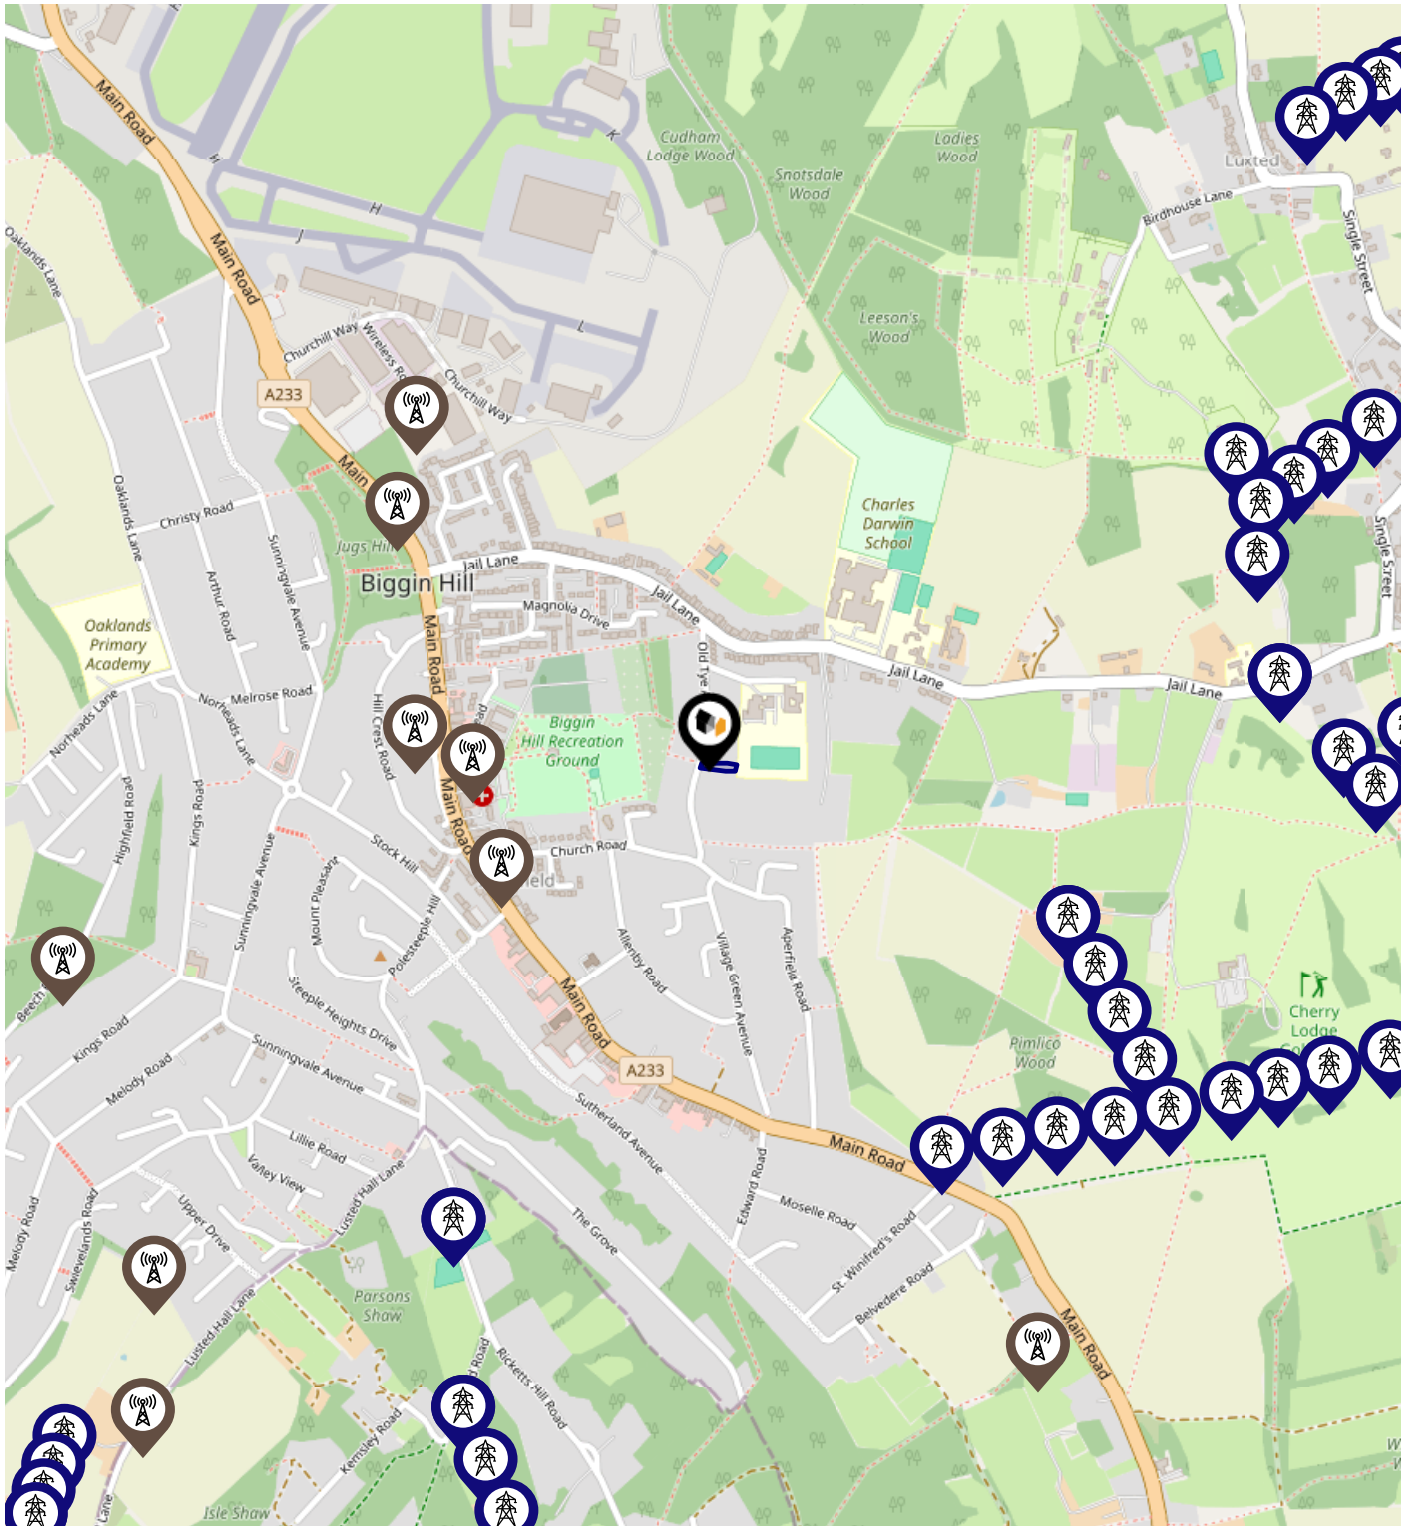 Main Road
Cudham
Lodge Wood
Ladies
Wood
K
H
Snotsdale
Wood
Luxted
Birdhouse Lane
H
J
Oaklands Lane
Main Road
Single Street
L
Leeson's
Wood
Churchill Way
Churchill Way
A233
Main
Oaklands Lane
Christy Road
Charles
Darwin
School
Single Street
Jugs Hill
Jail Lane
Biggin Hill
Sunningvale Avenue
Arthur Road
Magnolia Drive
Jail Lane
Oaklands
Primary
Academy
Main Road
Old Tye
Jail Lane
Jail Lane
Melrose Road
Norheads Lane
Norheads Lane
Hill Crest Road
Biggin
Hill Recreation
Ground
Highfield Road
Kings Road
Main Road
Stock Hill
Church Road
Sunningvale Avenue
Mount Pleasant
Polesteeple Hill
Allenby Road
Village Green Avenue
Aperfield Road
Beech
Main Road
Steeple Heights Drive
Cherry
Lodge
Kings Road
Pimlico
Wood
Sunningvale Avenue
Melody Road
A233
Sutherland Avenue
Lillie Road
Valley View
Main Road
Lusted Hall Lane
Edward Road
Moselle Road
Melody Road
Swievelands Road
Upper Drive
The Grove
St. Winifred's Road
Belvedere Road
Parsons
Shaw
Lusted Hall Lane
Main Road
Ricketts Hill Road
Kemsley Road
Isle Shaw
Lane